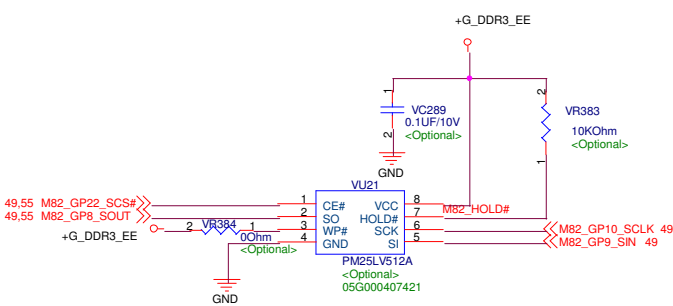 +G_DDR3_EE
1
2
VC289
0.1UF/10V
<Optional>
GND
2
VR383
10KOhm
<Optional>
1
VU21
49,55 M82_GP22_SCS#
1
CE#
VCC
8
49,55 M82_GP8_SOUT
2
SO
HOLD#
7
M82_HOLD#
+G_DDR3_EE
2
VR384
1
0Ohm
<Optional>
3
WP#
SCK
6
M82_GP10_SCLK 49
4
GND
SI
5
M82_GP9_SIN 49
PM25LV512A
<Optional>
05G000407421
GND